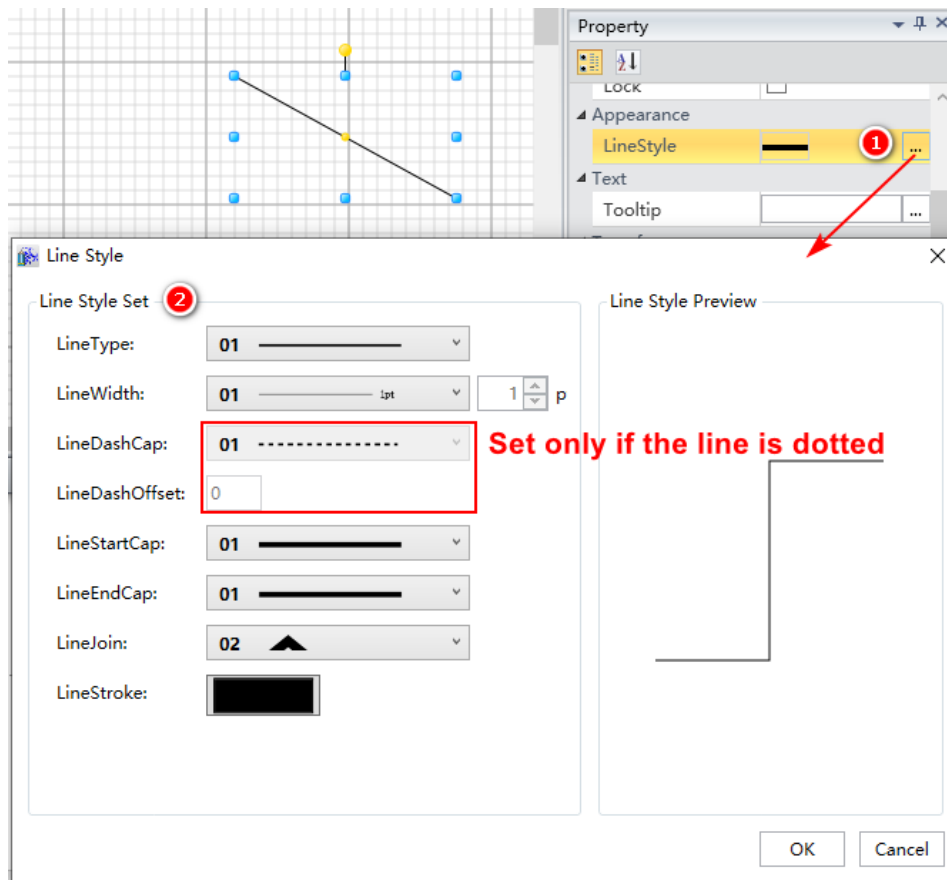 Property
Lock
Appearance
LineStyle 1 ...
Text
Tooltip ...
Line Style
Line Style Set 2
Line Style Preview
LineType: 01
LineWidth: 01 1pt 1 p
LineDashCap: 01
Set only if the line is dotted
LineDashOffset: 0
LineStartCap: 01
LineEndCap: 01
LineJoin: 02
LineStroke:
OK Cancel